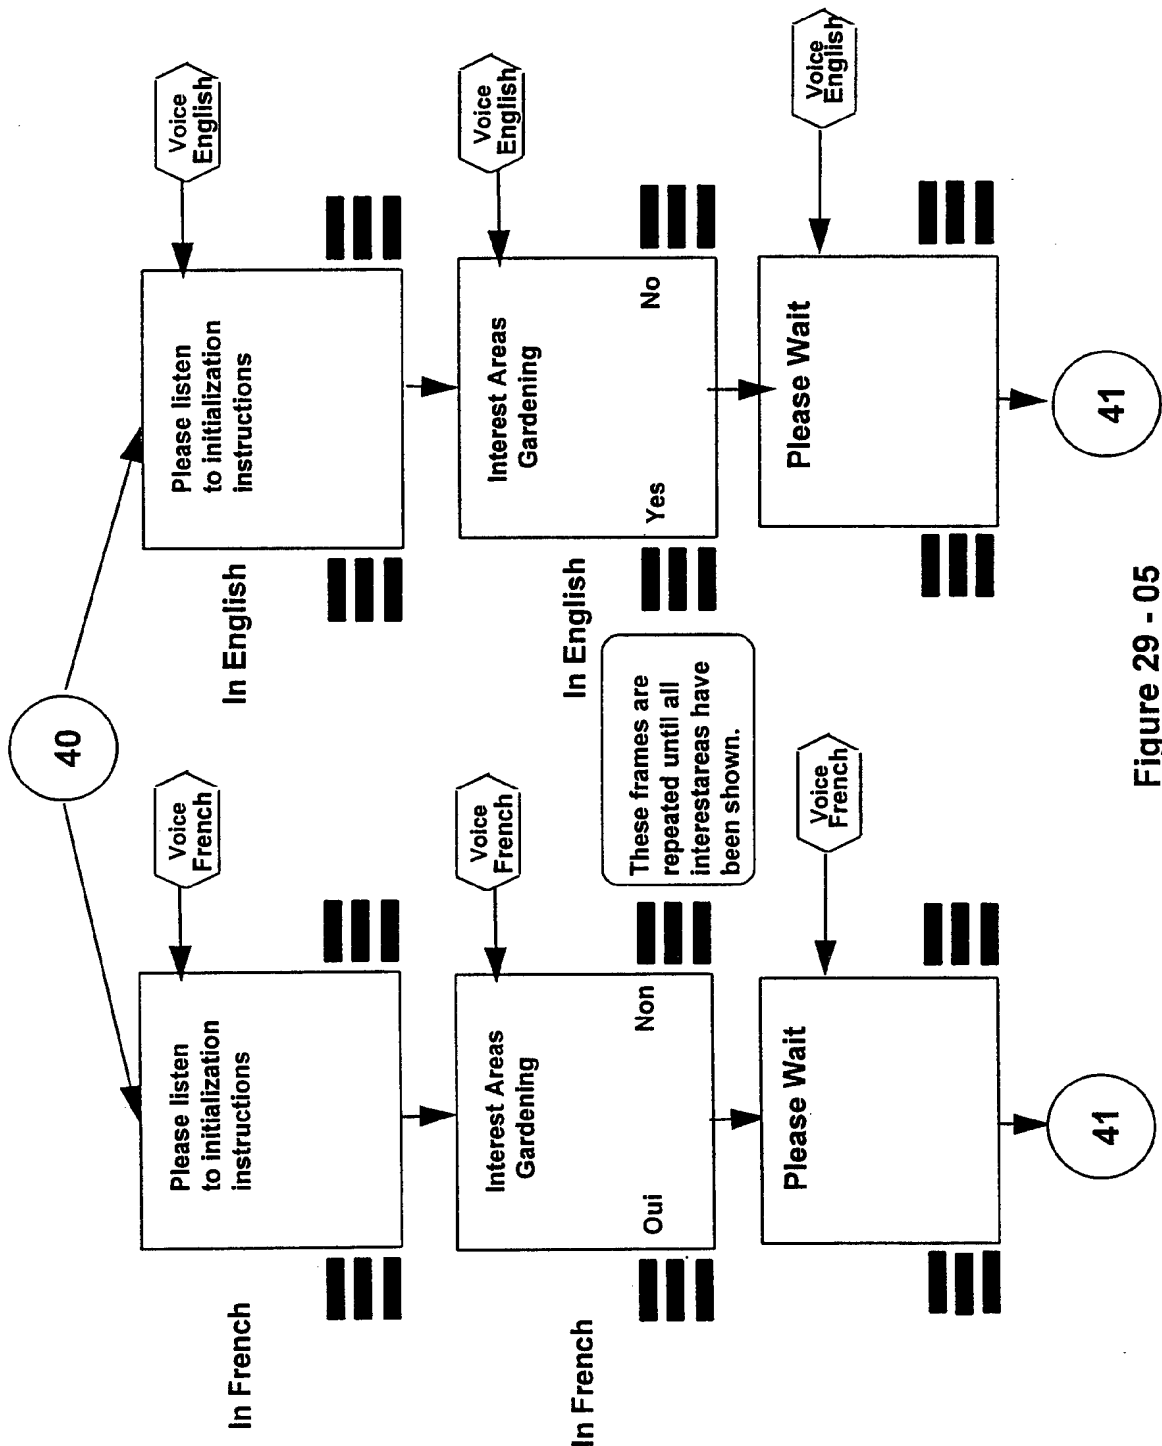 40
In French
Please listen
to initialization
instructions
Voice
French
In English
Please listen
to initialization
instructions
Voice
English
In French
Interest Areas
Gardening
Oui
Non
Voice
French
These frames are
repeated until all
interestareas have
been shown.
In English
Interest Areas
Gardening
Yes
No
Voice
English
Please Wait
Voice
French
Please Wait
Voice
English
41
41
Figure 29 - 05